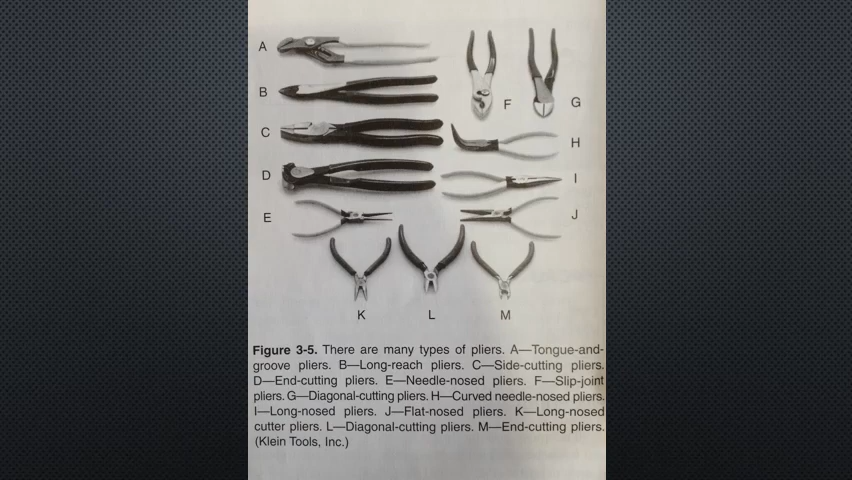 A
B
C
D
E
F
G
H
I
J
K
L
M
Figure 3-5. There are many types of pliers. A—Tongue-and-
groove pliers. B—Long-reach pliers. C—Side-cutting pliers.
D—End-cutting pliers. E—Needle-nosed pliers. F—Slip-joint
pliers. G—Diagonal-cutting pliers. H—Curved needle-nosed pliers.
I—Long-nosed pliers. J—Flat-nosed pliers. K—Long-nosed
cutter pliers. L—Diagonal-cutting pliers. M—End-cutting pliers.
(Klein Tools, Inc.)